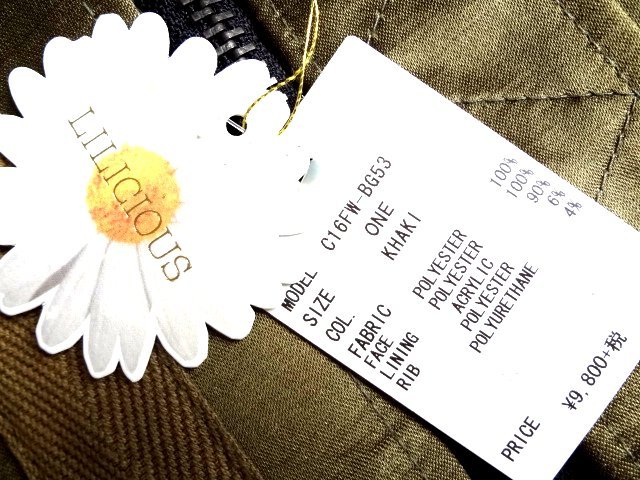 LILICIOUS
MODEL C16FW-BG53
SIZE ONE
COL. KHAKI
FABRIC
FACE POLYESTER 100%
LINING POLYESTER 100%
RIB ACRYLIC 90%
POLYESTER 6%
POLYURETHANE 4%
PRICE ¥9,800+税